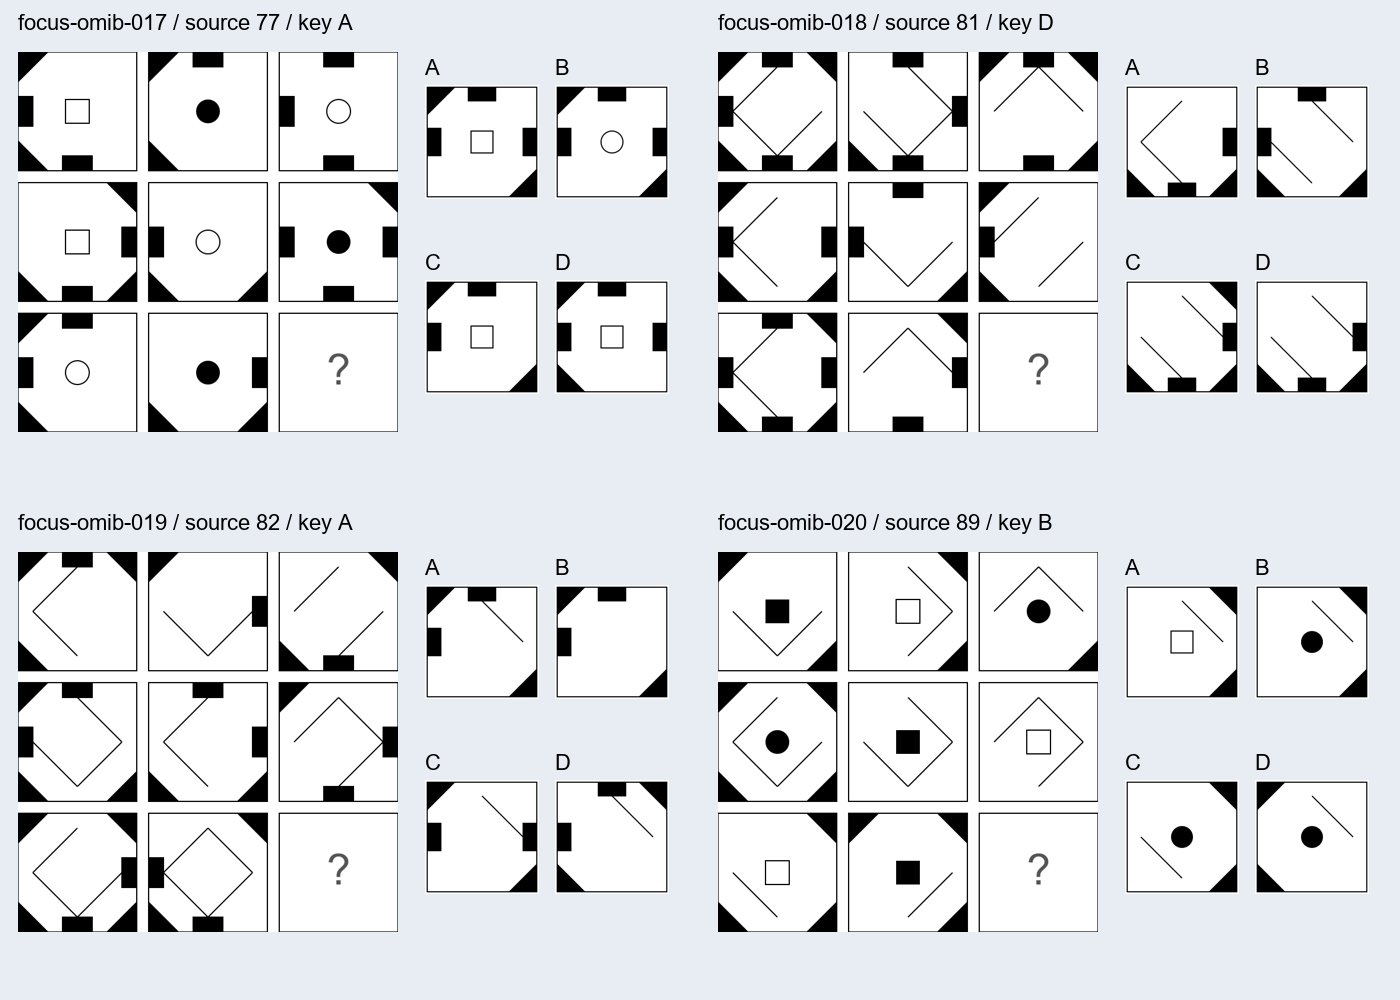 focus-omib-017 / source 77 / key A
A
B
?
C
D
focus-omib-018 / source 81 / key D
A
B
?
C
D
focus-omib-019 / source 82 / key A
A
B
?
C
D
focus-omib-020 / source 89 / key B
A
B
?
C
D